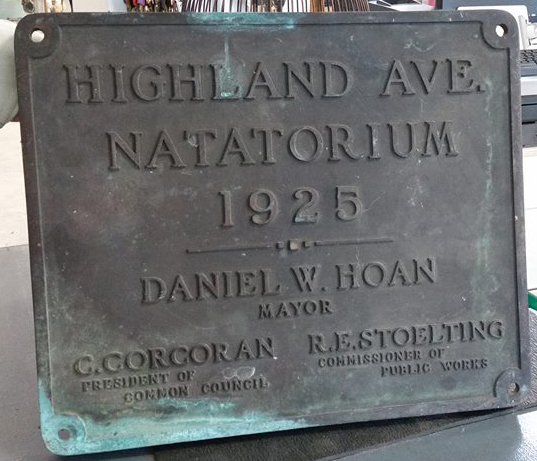 HIGHLAND AVE.
NATATORIUM
1925
DANIEL W. HOAN
MAYOR
C. CORCORAN
PRESIDENT OF
COMMON COUNCIL
R.E. STOELTING
COMMISSIONER OF
PUBLIC WORKS